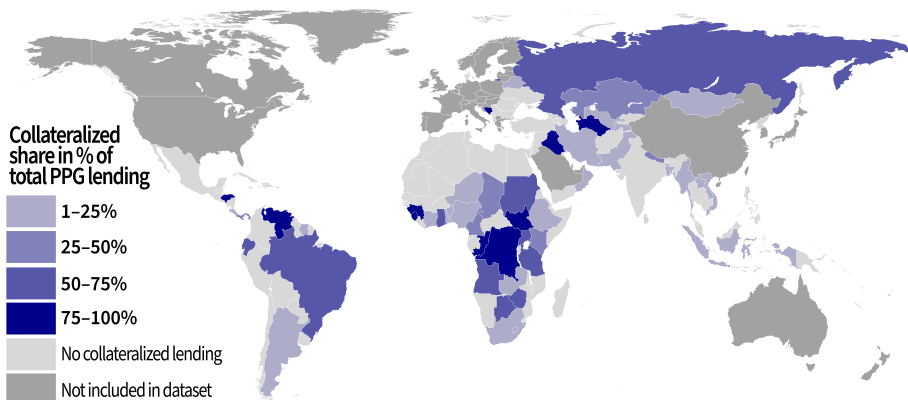 Collateralized
share in % of
total PPG lending
1–25%
25–50%
50–75%
75–100%
No collateralized lending
Not included in dataset